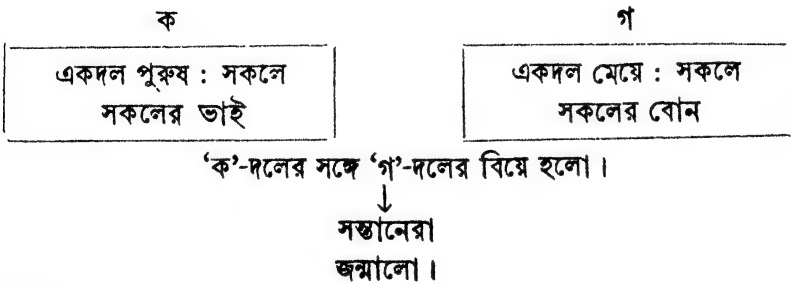 ক গ
একদল পুরুষ : সকলে
সকলের ভাই
একদল মেয়ে : সকলে
সকলের বোন
‘ক’-দলের সঙ্গে ‘গ’-দলের বিয়ে হলো।
সন্তানেরা
জন্মালো।